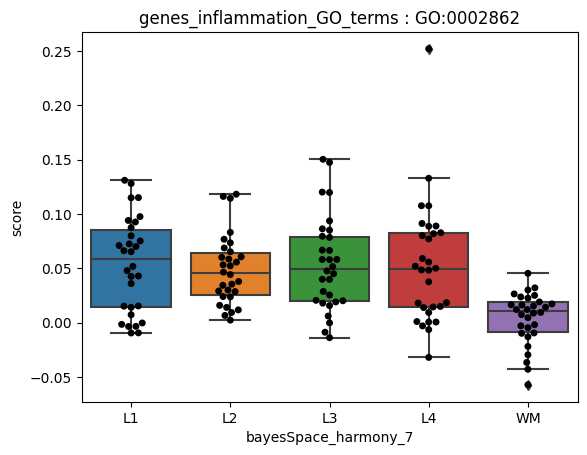 genes_inflammation_GO_terms : GO:0002862
0.25
0.20
0.15
0.10
0.05
0.00
−0.05
score
L1 L2 L3 L4 WM
bayesSpace_harmony_7